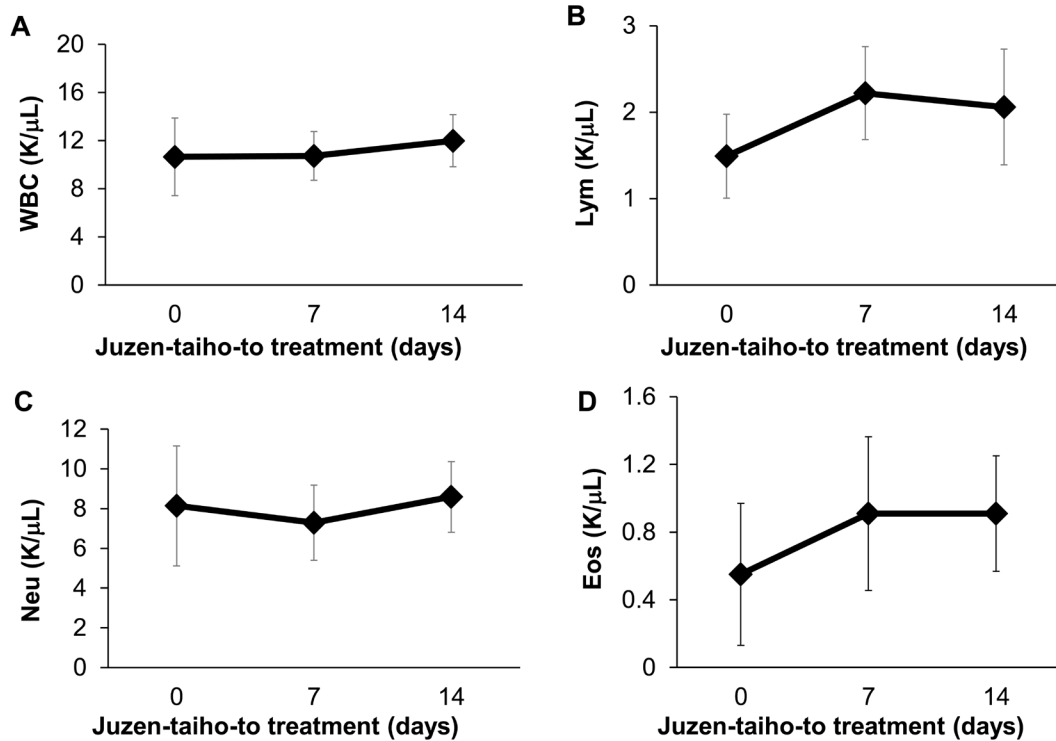 A
WBC (K/μL)
20
16
12
8
4
0
0 7 14
Juzen-taiho-to treatment (days)
B
Lym (K/μL)
3
2
1
0
0 7 14
Juzen-taiho-to treatment (days)
C
Neu (K/μL)
12
10
8
6
4
2
0
0 7 14
Juzen-taiho-to treatment (days)
D
Eos (K/μL)
1.6
1.2
0.8
0.4
0
0 7 14
Juzen-taiho-to treatment (days)